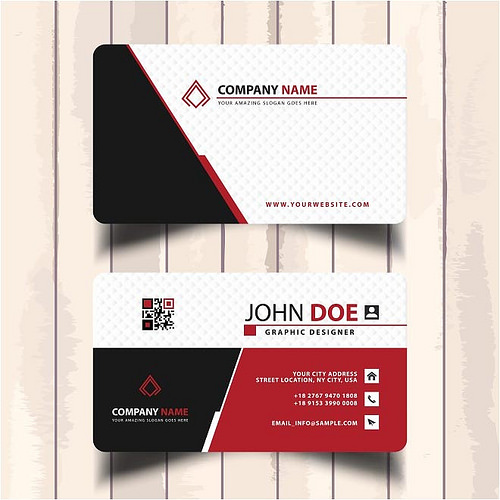 COMPANY NAME
YOUR AMAZING SLOGAN GOES HERE
WWW.YOURWEBSITE.COM
JOHN DOE
GRAPHIC DESIGNER
YOUR CITY ADDRESS
STREET LOCATION, NY CITY, USA
+18 2767 9470 1808
+18 9153 3990 0008
EMAIL_INFO@SAMPLE.COM
COMPANY NAME
YOUR AMAZING SLOGAN GOES HERE